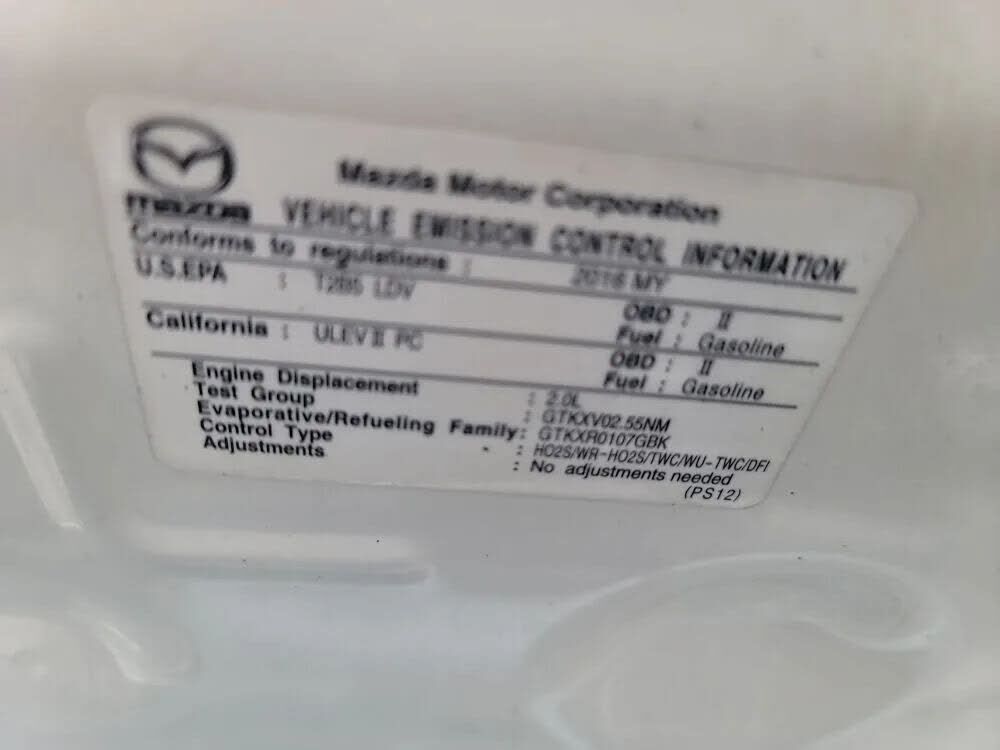 Mazda Motor Corporation
mazda
VEHICLE EMISSION CONTROL INFORMATION
Conforms to regulations : 2016 MY
U.S.EPA : T2B5 LDV OBD : II
Fuel : Gasoline
California : ULEV II PC OBD : II
Fuel : Gasoline
Engine Displacement : 2.0L
Test Group : GTKXV02.55NM
Evaporative/Refueling Family: GTKXR0107GBK
Control Type : HO2S/WR-HO2S/TWC/WU-TWC/DFI
Adjustments : No adjustments needed
(PS12)